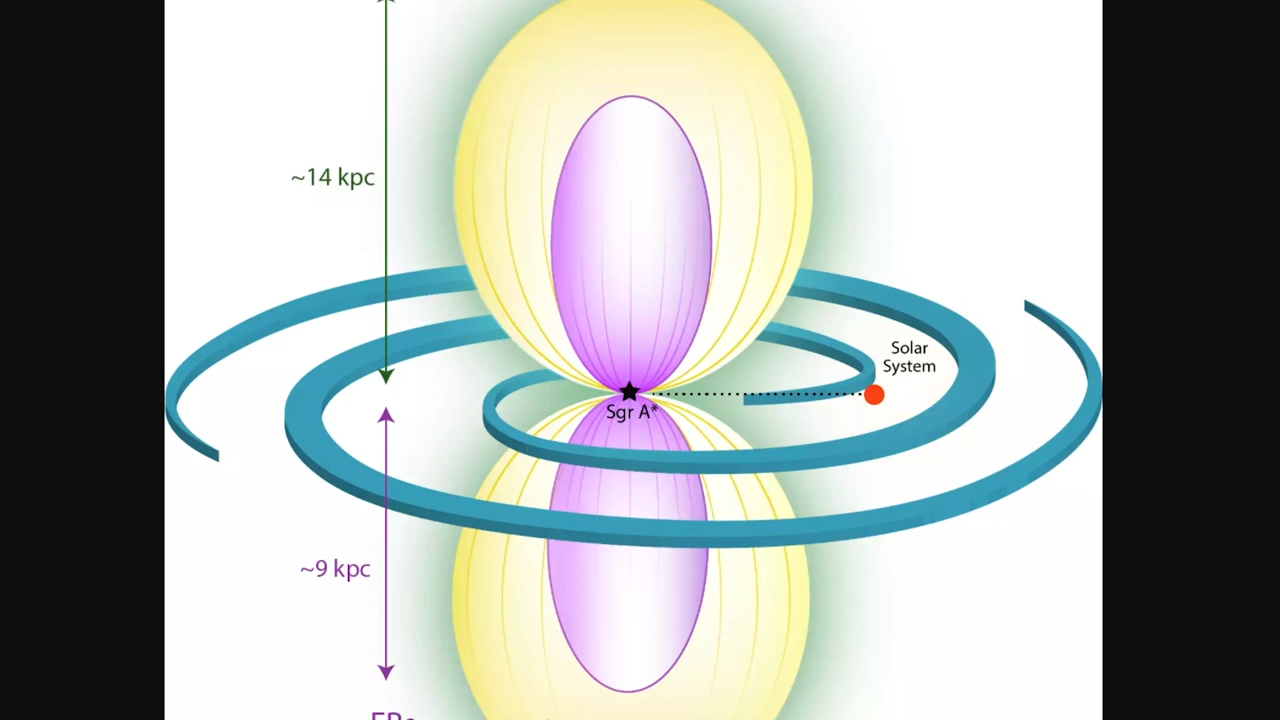 ~14 kpc
Solar
System
Sgr A*
~9 kpc